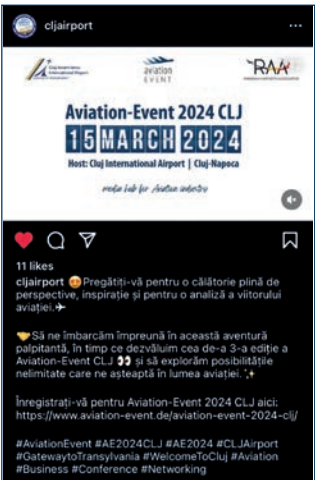 cljairport
Cluj-Napoca
International Airport
aviation
EVENT
RAA
Aviation-Event 2024 CLJ
15 MARCH 2024
Host: Cluj International Airport | Cluj-Napoca
media hub for Aviation industry
11 likes
cljairport 😍Pregătiți-vă pentru o călătorie plină de
perspective, inspirație și pentru o analiză a viitorului
aviației.✈
🤝Să ne îmbarcăm împreună în această aventură
palpitantă, în timp ce dezvăluim cea de-a 3-a ediție a
Aviation-Event CLJ 👀 și să explorăm posibilitățile
nelimitate care ne așteaptă în lumea aviației.✨
Înregistrați-vă pentru Aviation-Event 2024 CLJ aici:
https://www.aviation-event.de/aviation-event-2024-clj/
#AviationEvent #AE2024CLJ #AE2024 #CLJAirport
#GatewaytoTransylvania #WelcomeToCluj #Aviation
#Business #Conference #Networking